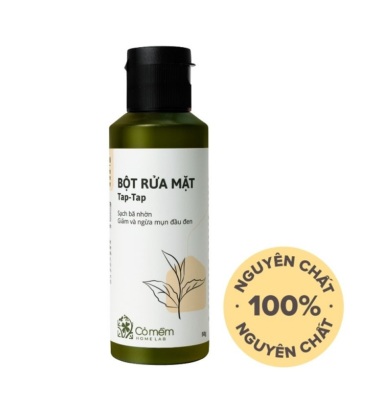 BỘT RỬA MẶT
Tap-Tap
Sạch bã nhờn
Giảm và ngừa mụn đầu đen
Cỏ mềm
HOME LAB
NGUYÊN CHẤT
100%
NGUYÊN CHẤT